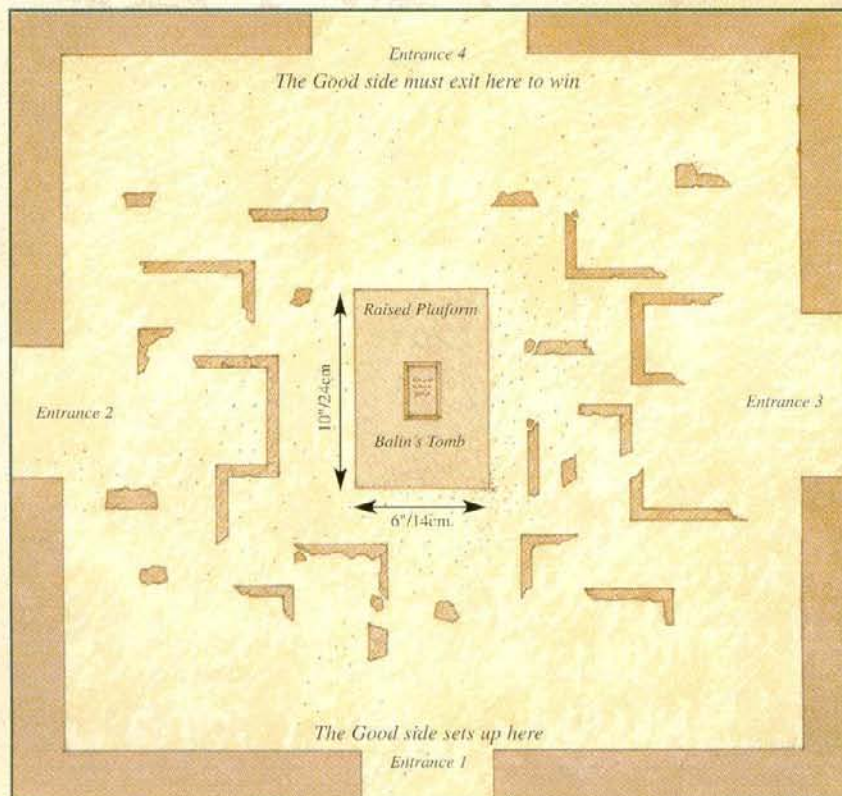 Entrance 4
The Good side must exit here to win
Raised Platform
10"/24cm
Entrance 2
Entrance 3
Balin's Tomb
6"/14cm
The Good side sets up here
Entrance 1